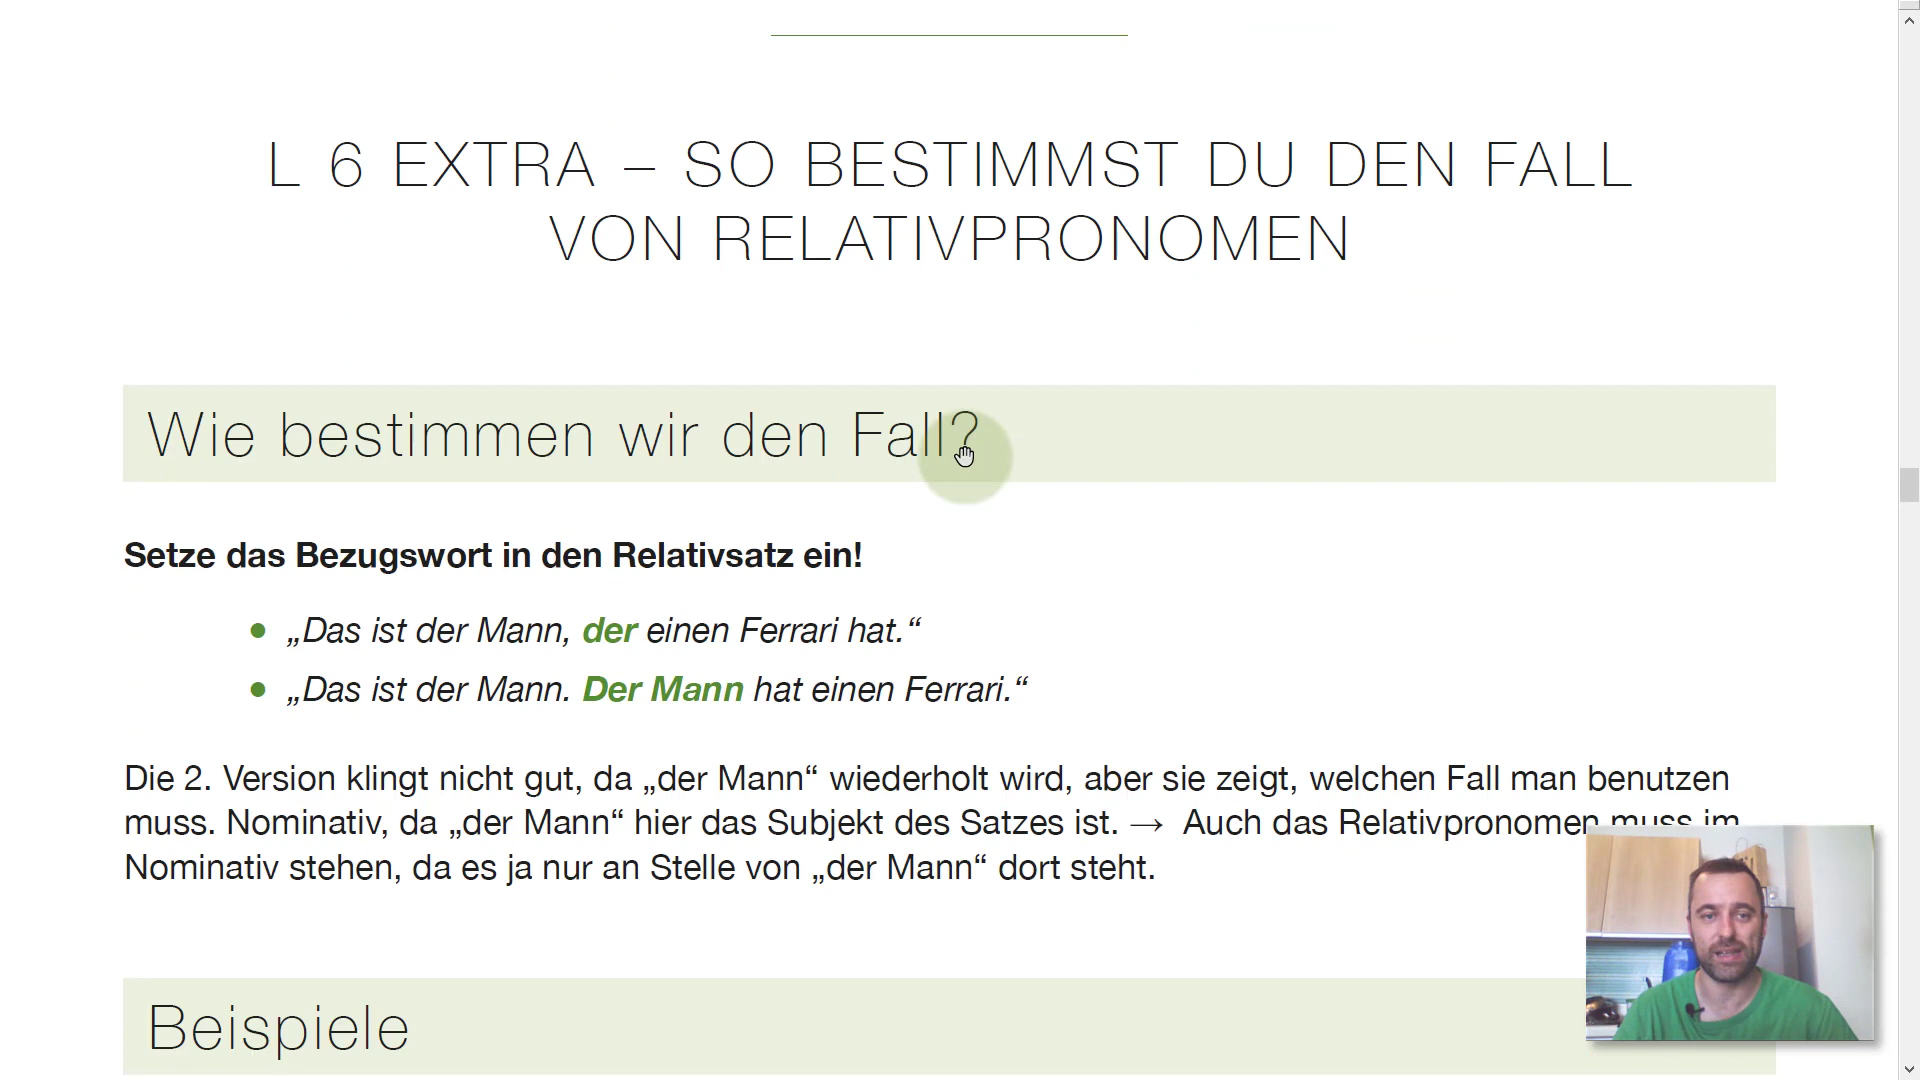 L 6 EXTRA – SO BESTIMMST DU DEN FALL
VON RELATIVPRONOMEN
Wie bestimmen wir den Fall?
Setze das Bezugswort in den Relativsatz ein!
● „Das ist der Mann, der einen Ferrari hat.“
● „Das ist der Mann. Der Mann hat einen Ferrari.“
Die 2. Version klingt nicht gut, da „der Mann“ wiederholt wird, aber sie zeigt, welchen Fall man benutzen
muss. Nominativ, da „der Mann“ hier das Subjekt des Satzes ist. → Auch das Relativpronomen muss im
Nominativ stehen, da es ja nur an Stelle von „der Mann“ dort steht.
Beispiele